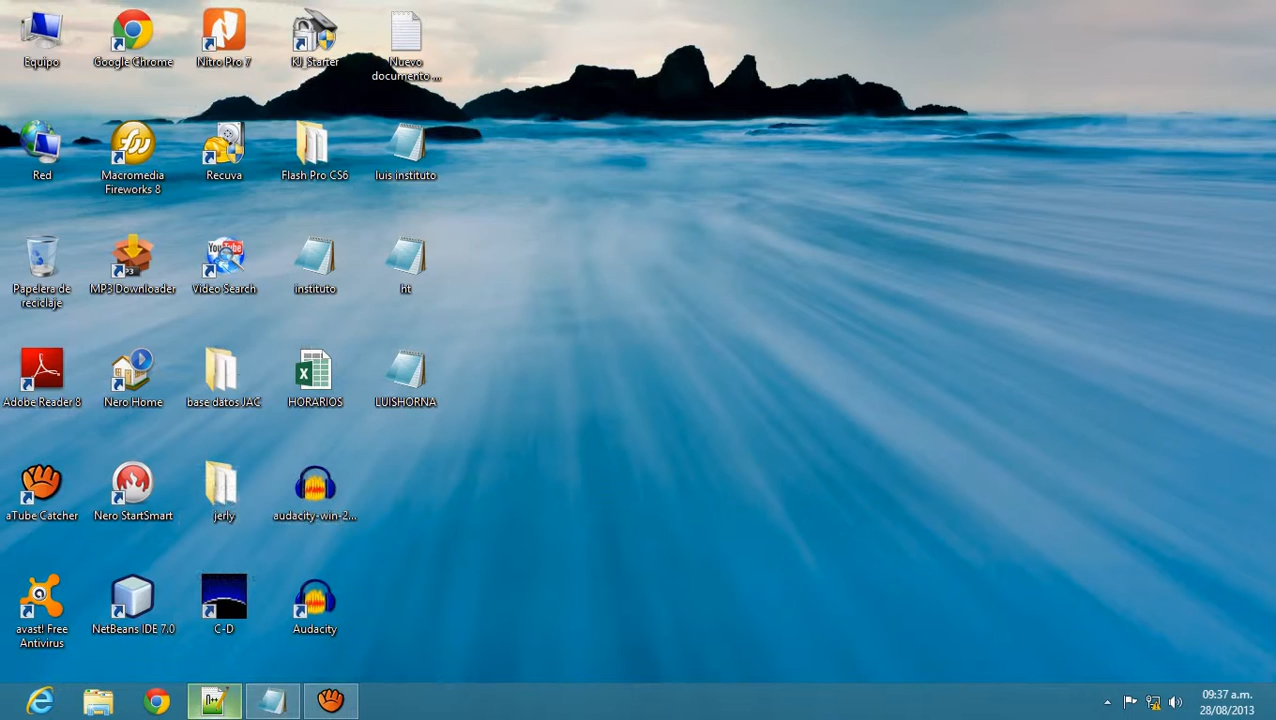 Equipo
Google Chrome
Nitro Pro 7
KJ_Starter
Nuevo
documento ...
Red
Macromedia
Fireworks 8
Recuva
Flash Pro CS6
luis instituto
Papelera de
reciclaje
MP3 Downloader
YouTube
Video Search
instituto
ht
Adobe Reader 8
Nero Home
base datos JAC
HORARIOS
LUISHORNA
aTube Catcher
Nero StartSmart
jerly
audacity-win-2...
avast! Free
Antivirus
NetBeans IDE 7.0
C-D
Audacity
09:37 a.m.
28/08/2013